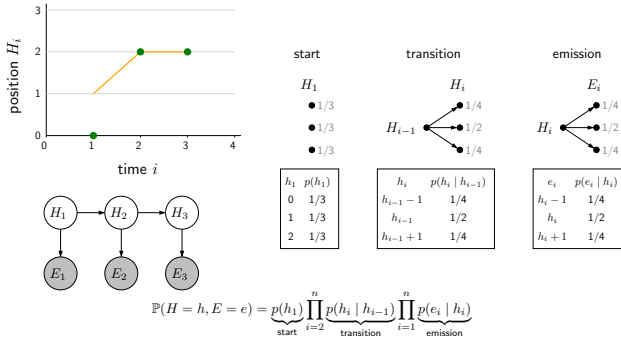 3
2
1
0
0 1 2 3 4
position H_i
time i
start
H_1
1/3
1/3
1/3
transition
H_i
H_{i−1}
1/4
1/2
1/4
emission
E_i
H_i
1/4
1/2
1/4
h_1 p(h_1)
0 1/3
1 1/3
2 1/3
h_i p(h_i | h_{i−1})
h_{i−1} − 1 1/4
h_{i−1} 1/2
h_{i−1} + 1 1/4
e_i p(e_i | h_i)
h_i − 1 1/4
h_i 1/2
h_i + 1 1/4
H_1 H_2 H_3
E_1 E_2 E_3
ℙ(H = h, E = e) = p(h_1) ∏_{i=2}^{n} p(h_i | h_{i−1}) ∏_{i=1}^{n} p(e_i | h_i)
start transition emission